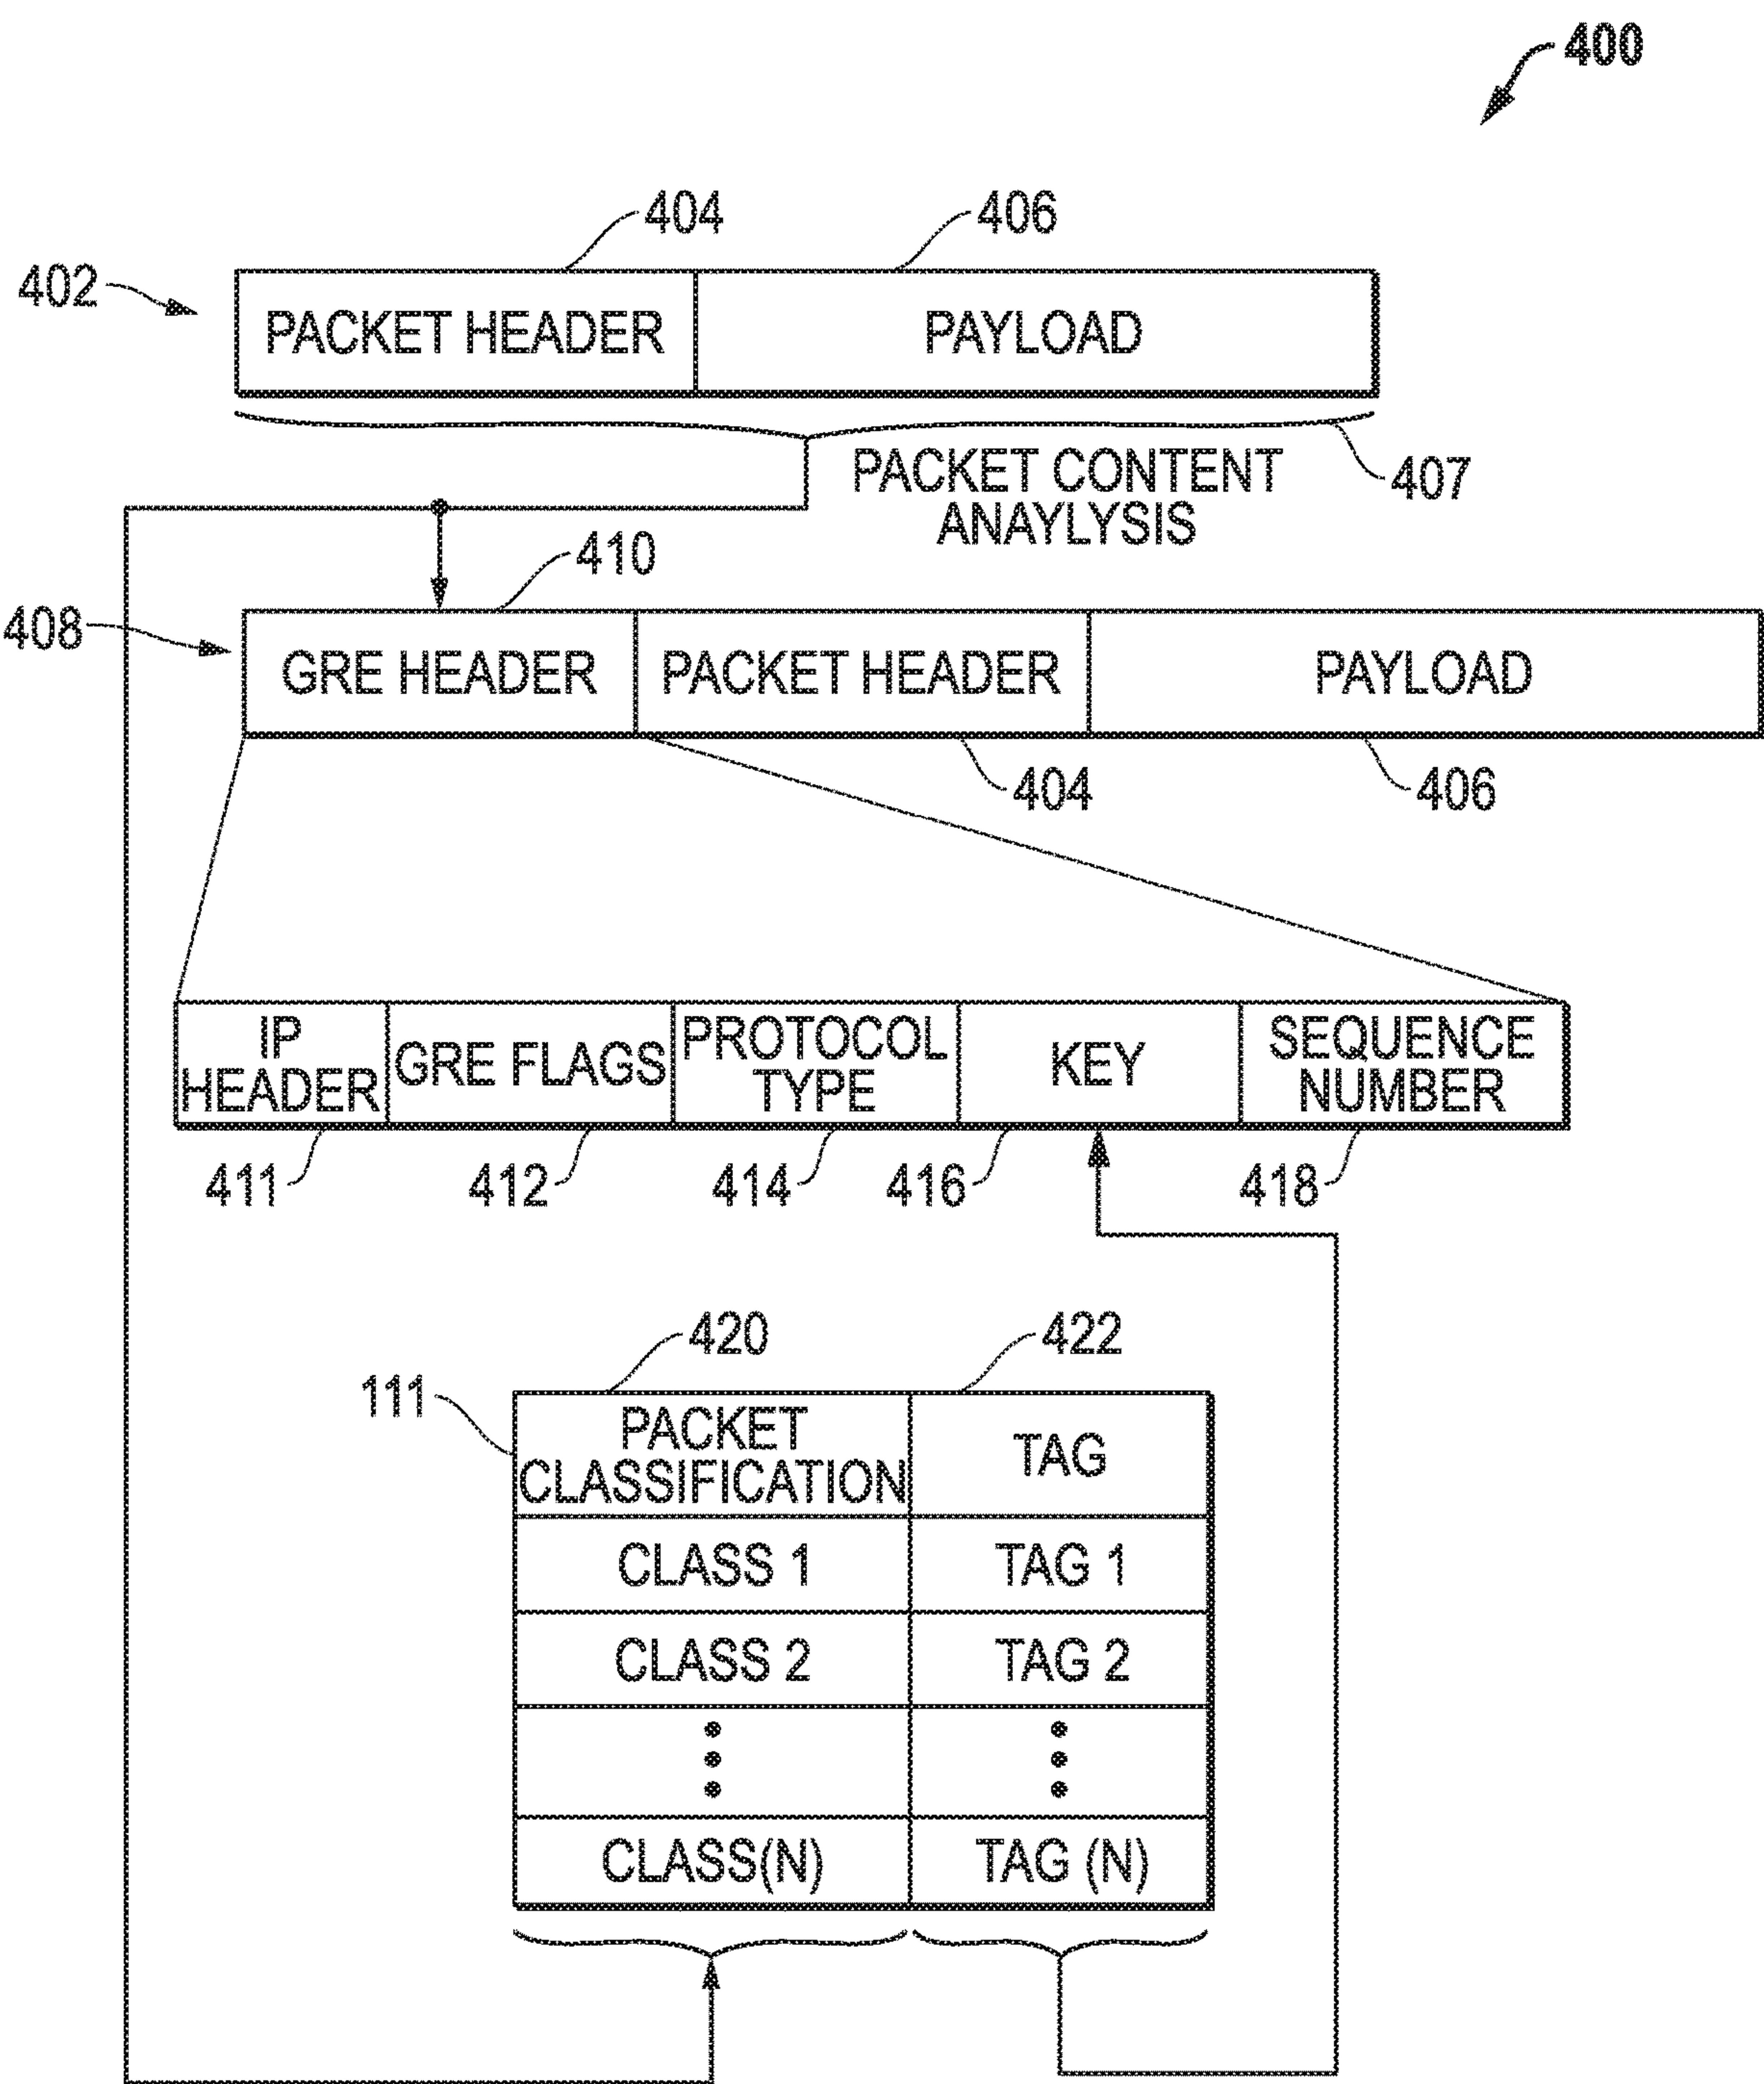 400
404
406
402
PACKET HEADER
PAYLOAD
PACKET CONTENT
ANAYLYSIS
407
410
408
GRE HEADER
PACKET HEADER
PAYLOAD
404
406
IP
HEADER
GRE FLAGS
PROTOCOL
TYPE
KEY
SEQUENCE
NUMBER
411
412
414
416
418
420
422
111
PACKET
CLASSIFICATION
TAG
CLASS 1
TAG 1
CLASS 2
TAG 2
CLASS(N)
TAG (N)